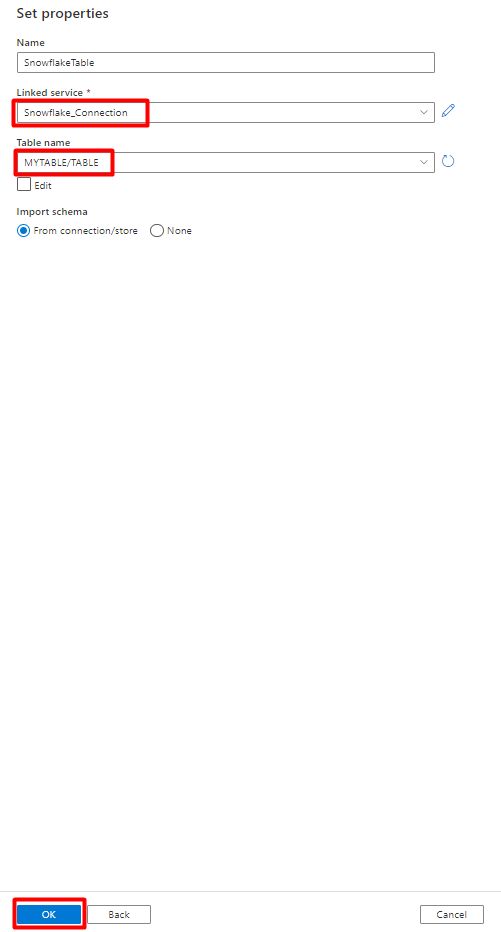 Set properties
Name
SnowflakeTable
Linked service *
Snowflake_Connection
Table name
MYTABLE/TABLE
Edit
Import schema
From connection/store None
OK Back Cancel